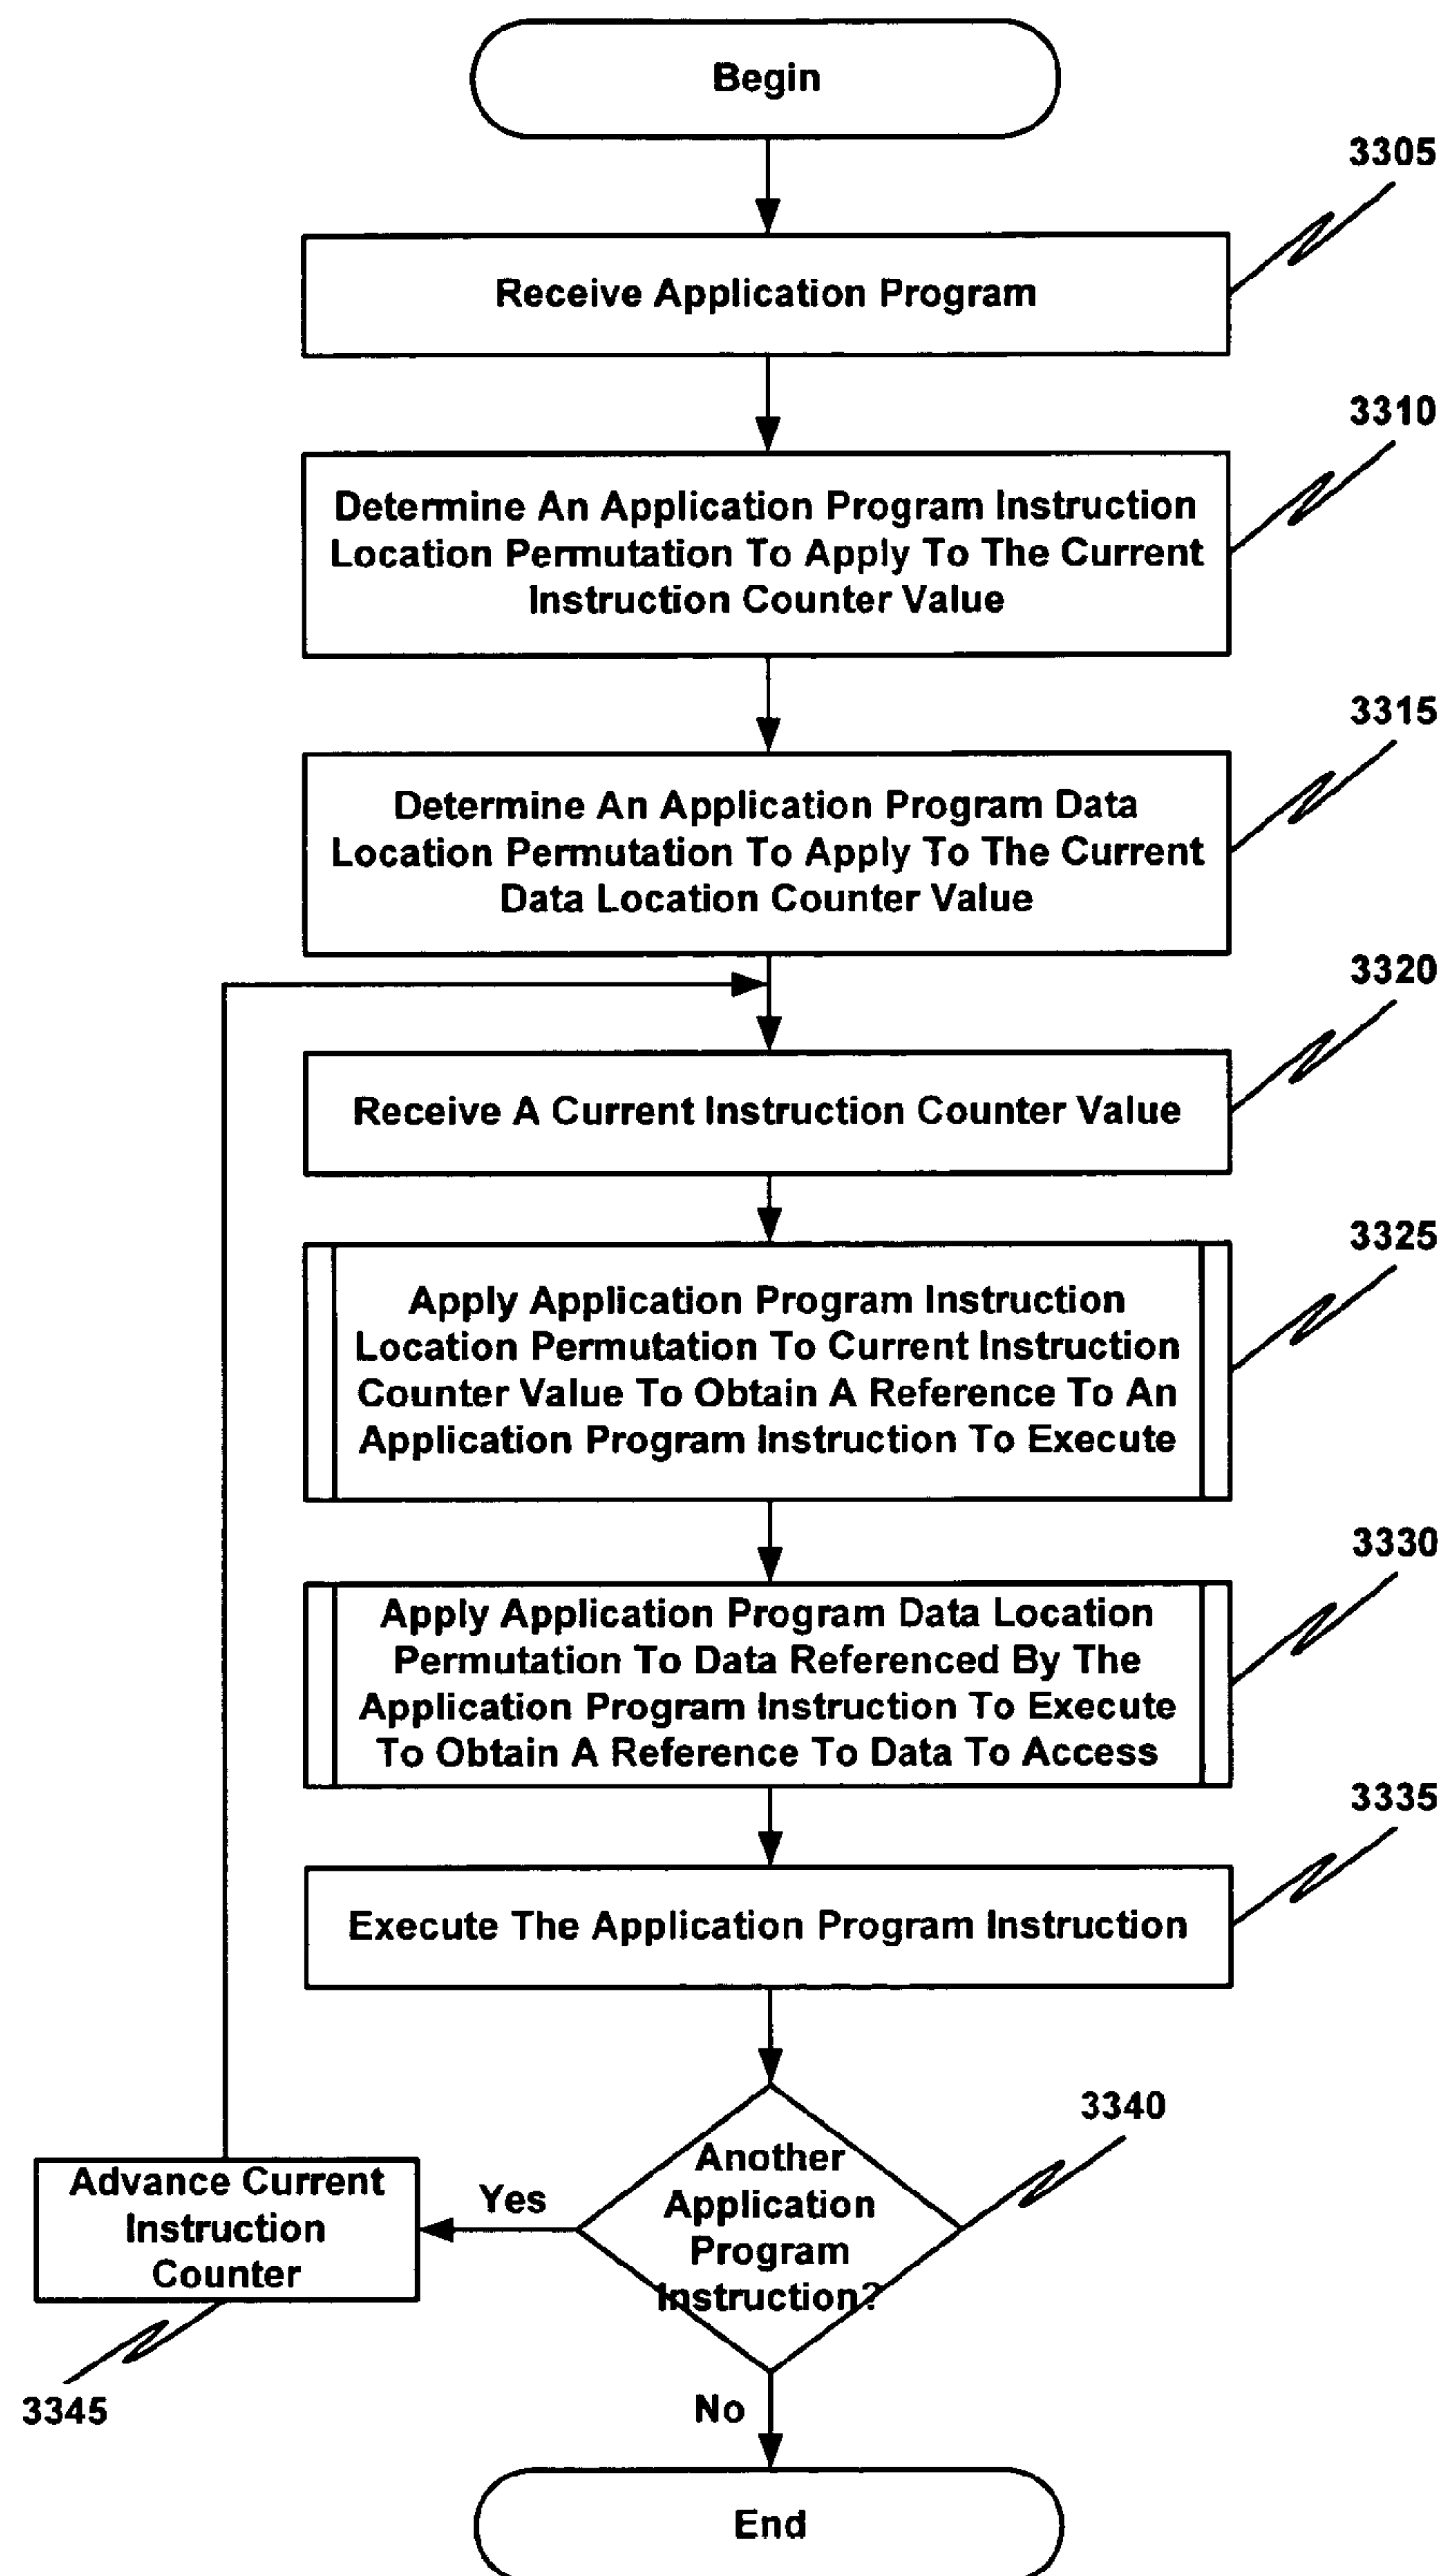 Begin
3305
Receive Application Program
3310
Determine An Application Program Instruction
Location Permutation To Apply To The Current
Instruction Counter Value
3315
Determine An Application Program Data
Location Permutation To Apply To The Current
Data Location Counter Value
3320
Receive A Current Instruction Counter Value
3325
Apply Application Program Instruction
Location Permutation To Current Instruction
Counter Value To Obtain A Reference To An
Application Program Instruction To Execute
3330
Apply Application Program Data Location
Permutation To Data Referenced By The
Application Program Instruction To Execute
To Obtain A Reference To Data To Access
3335
Execute The Application Program Instruction
3340
Another
Application
Program
Instruction?
Yes
Advance Current
Instruction
Counter
3345
No
End